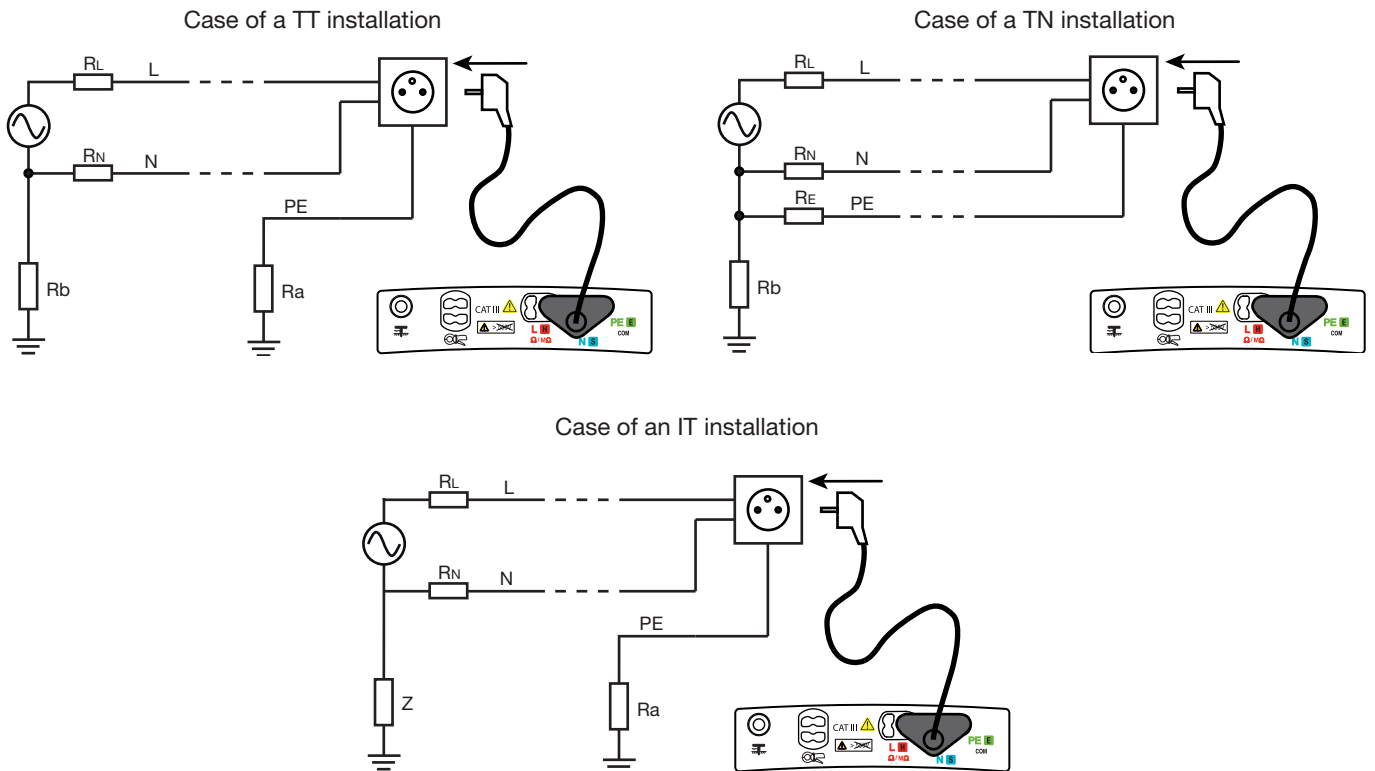 Case of a TT installation
RL
L
RN
N
PE
Rb
Ra
CAT III
L H
Ω/MΩ
N S
PE E
COM
Case of a TN installation
RL
L
RN
N
RE
PE
Rb
CAT III
L H
Ω/MΩ
N S
PE E
COM
Case of an IT installation
RL
L
RN
N
PE
Z
Ra
CAT III
L H
Ω/MΩ
N S
PE E
COM